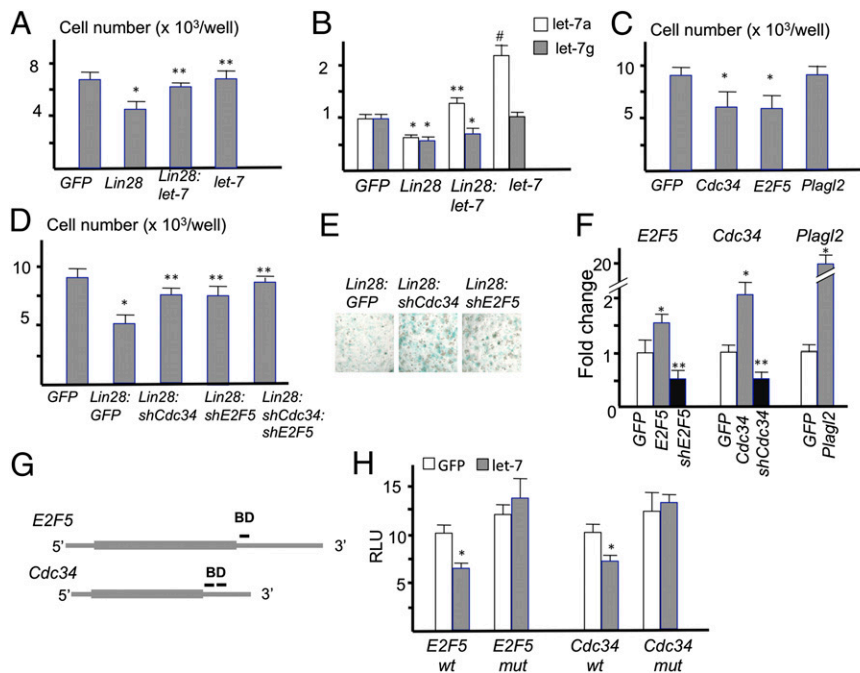 A
Cell number (x 10³/well)
8
4
GFP
Lin28
Lin28:
let-7
let-7
*
**
**
B
let-7a
let-7g
2
1
GFP
Lin28
Lin28:
let-7
let-7
* *
**
*
#
C
Cell number (x 10³/well)
10
5
GFP
Cdc34
E2F5
Plagl2
*
*
D
Cell number (x 10³/well)
10
5
GFP
Lin28:
GFP
Lin28:
shCdc34
Lin28:
shE2F5
Lin28:
shCdc34:
shE2F5
*
**
**
**
E
Lin28:
GFP
Lin28:
shCdc34
Lin28:
shE2F5
F
E2F5
Cdc34
Plagl2
Fold change
20
2
1
0
GFP
E2F5
shE2F5
GFP
Cdc34
shCdc34
GFP
Plagl2
*
**
*
**
*
G
E2F5
BD
5'
3'
Cdc34
BD
5'
3'
H
GFP
let-7
RLU
15
10
5
E2F5
wt
E2F5
mut
Cdc34
wt
Cdc34
mut
*
*